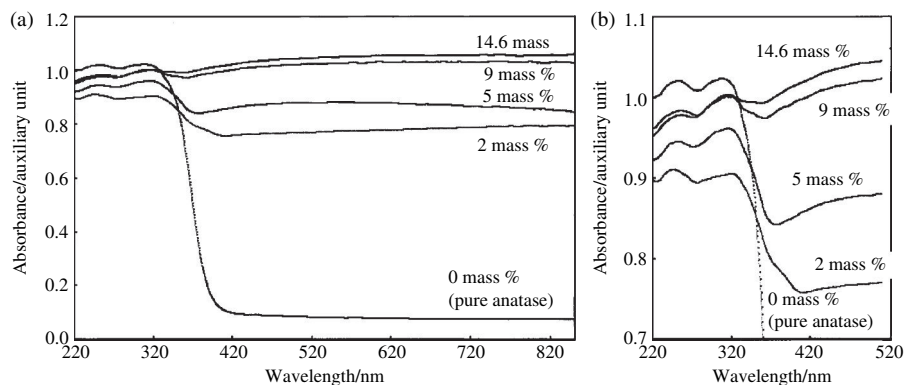 (a)
Absorbance/auxiliary unit
1.2
1.0
0.8
0.6
0.4
0.2
0.0
14.6 mass
9 mass %
5 mass %
2 mass %
0 mass %
(pure anatase)
220 320 420 520 620 720 820
Wavelength/nm
(b)
Absorbance/auxiliary unit
1.1
1.0
0.9
0.8
0.7
14.6 mass %
9 mass %
5 mass %
2 mass %
0 mass %
(pure anatase)
220 320 420 510
Wavelength/nm